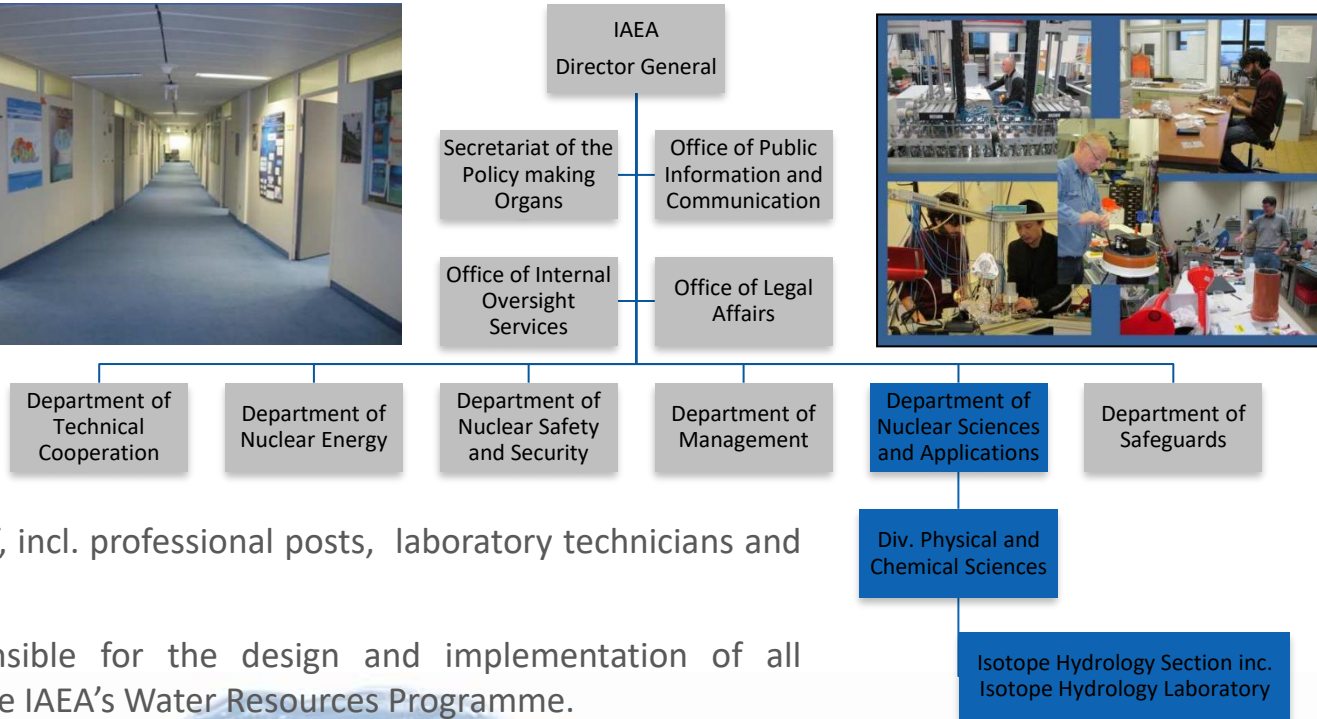 IAEA
Director General
Secretariat of the
Policy making
Organs
Office of Public
Information and
Communication
Office of Internal
Oversight
Services
Office of Legal
Affairs
Department of
Technical
Cooperation
Department of
Nuclear Energy
Department of
Nuclear Safety
and Security
Department of
Management
Department of
Nuclear Sciences
and Applications
Department of
Safeguards
Div. Physical and
Chemical Sciences
Isotope Hydrology Section inc.
Isotope Hydrology Laboratory
, incl. professional posts, laboratory technicians and
nsible for the design and implementation of all
e IAEA’s Water Resources Programme.